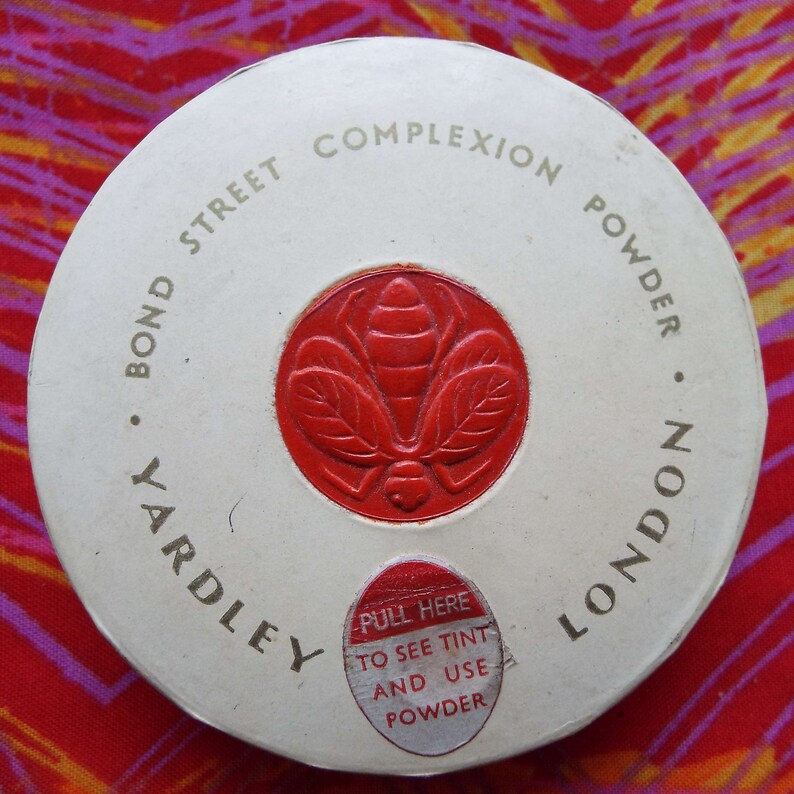 • BOND STREET COMPLEXION POWDER •
YARDLEY LONDON
PULL HERE
TO SEE TINT
AND USE
POWDER